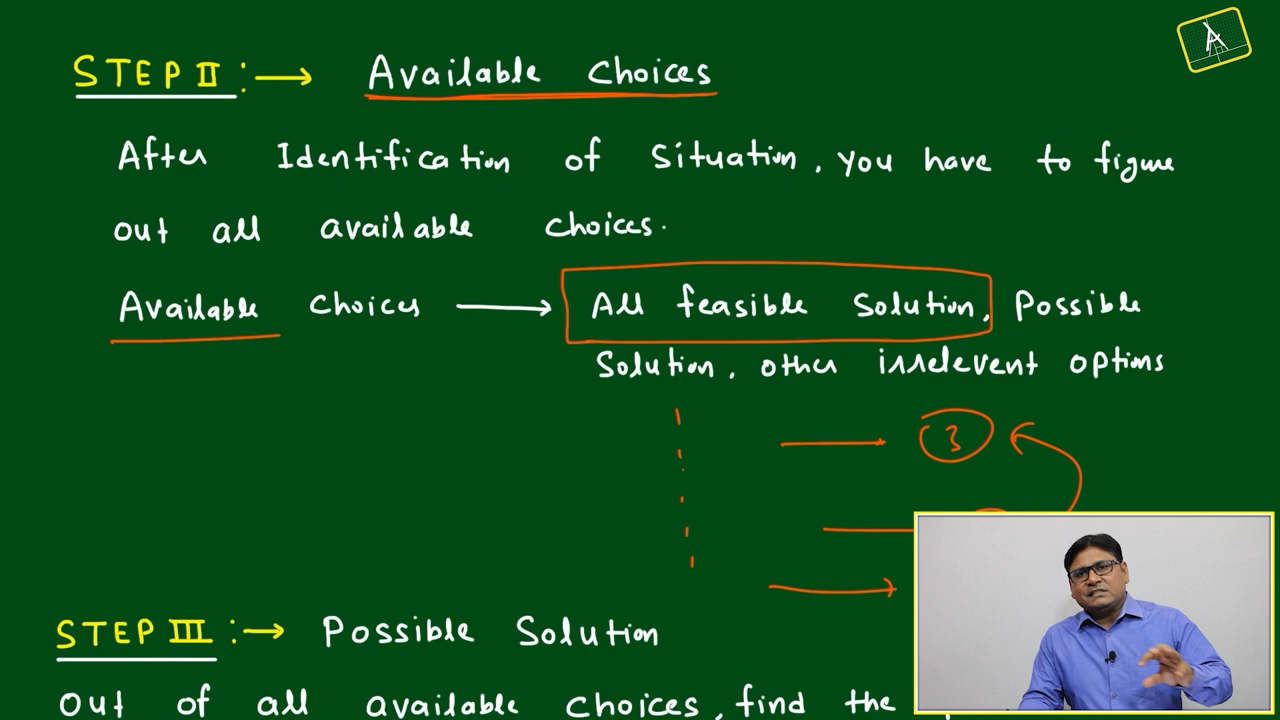 STEP II :→ Available Choices
After Identification of Situation, you have to figure
out all available choices.
Available Choices → All feasible Solution, Possible
Solution, other irrelevent options
3
STEP III :→ Possible Solution
out of all available choices, find the